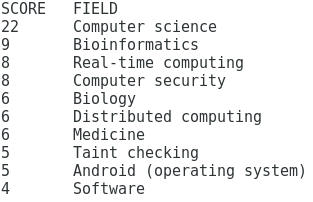 SCORE FIELD
22 Computer science
9 Bioinformatics
8 Real-time computing
8 Computer security
6 Biology
6 Distributed computing
6 Medicine
5 Taint checking
5 Android (operating system)
4 Software